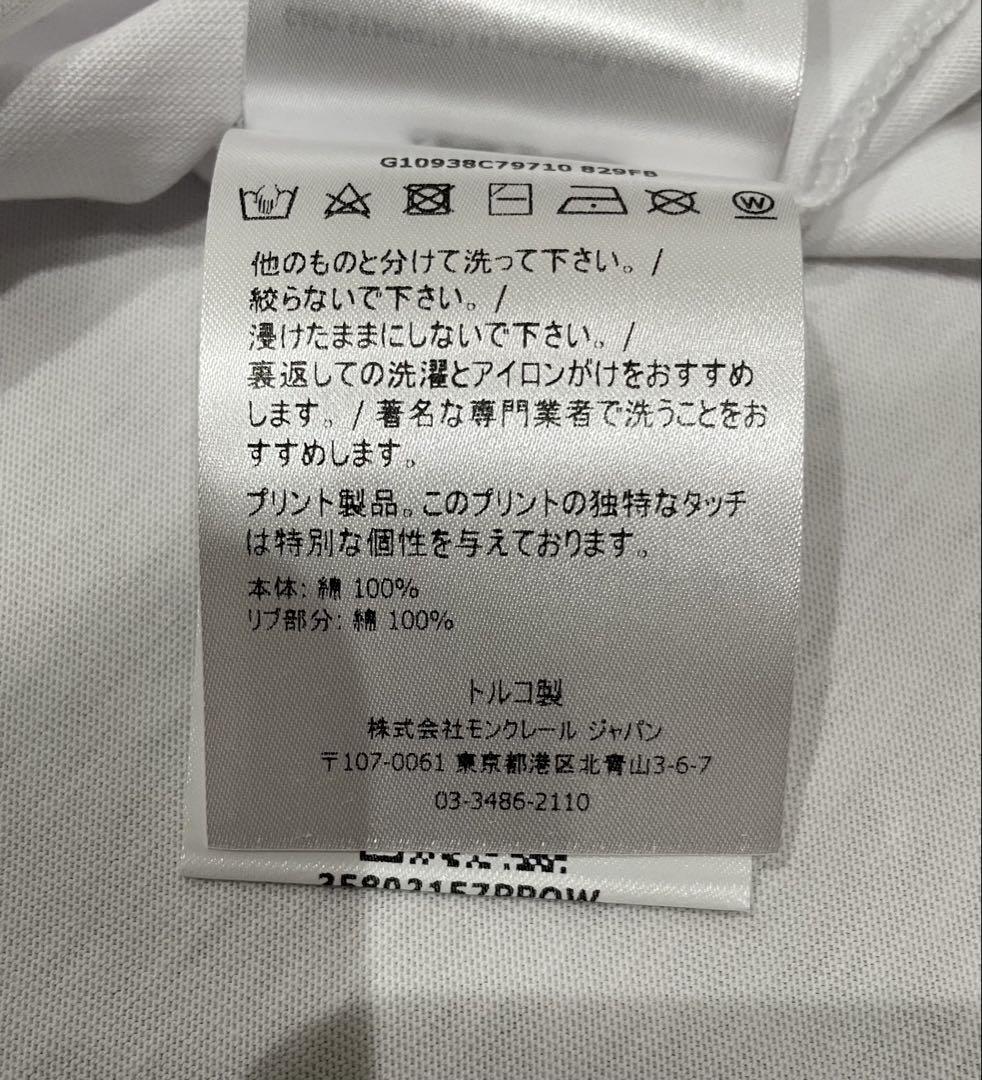 G10938C79710 829FB
W
他のものと分けて洗って下さい。/
絞らないで下さい。/
浸けたままにしないで下さい。/
裏返しての洗濯とアイロンがけをおすすめ
します。/ 著名な専門業者で洗うことをお
すすめします。
プリント製品。このプリントの独特なタッチ
は特別な個性を与えております。
本体: 綿 100%
リブ部分: 綿 100%
トルコ製
株式会社モンクレール ジャパン
〒107-0061 東京都港区北青山3-6-7
03-3486-2110